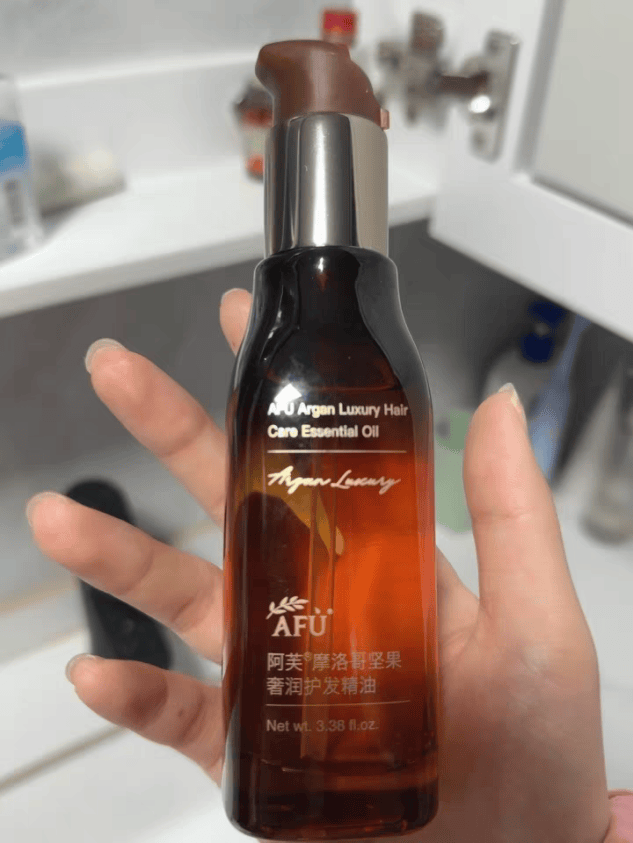 AFU Argan Luxury Hair
Care Essential Oil
Argan Luxury
AFÙ
阿芙®摩洛哥坚果
奢润护发精油
Net wt. 3.38 fl.oz.